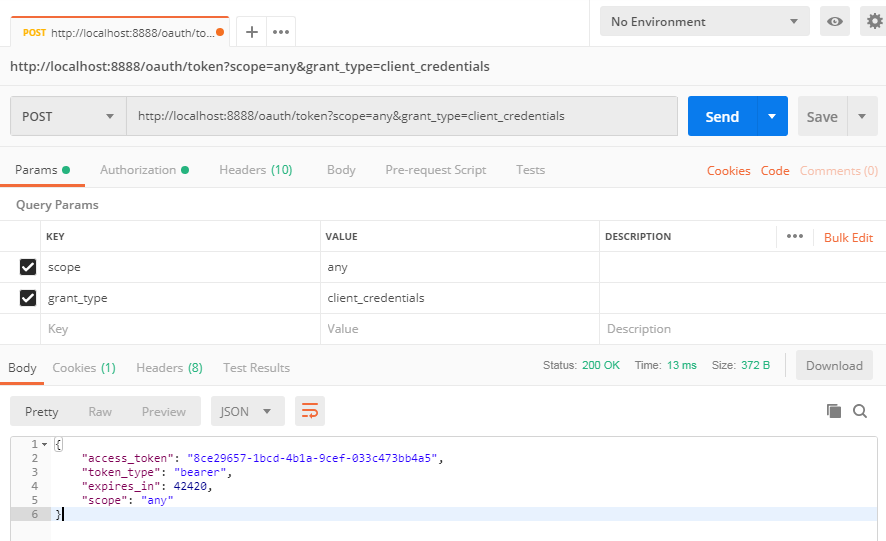 POST http://localhost:8888/oauth/to...
No Environment
http://localhost:8888/oauth/token?scope=any&grant_type=client_credentials
POST http://localhost:8888/oauth/token?scope=any&grant_type=client_credentials Send Save
Params Authorization Headers (10) Body Pre-request Script Tests Cookies Code Comments (0)
Query Params
KEY VALUE DESCRIPTION ••• Bulk Edit
scope any
grant_type client_credentials
Key Value Description
Body Cookies (1) Headers (8) Test Results Status: 200 OK Time: 13 ms Size: 372 B Download
Pretty Raw Preview JSON
1 {
2 "access_token": "8ce29657-1bcd-4b1a-9cef-033c473bb4a5",
3 "token_type": "bearer",
4 "expires_in": 42420,
5 "scope": "any"
6 }